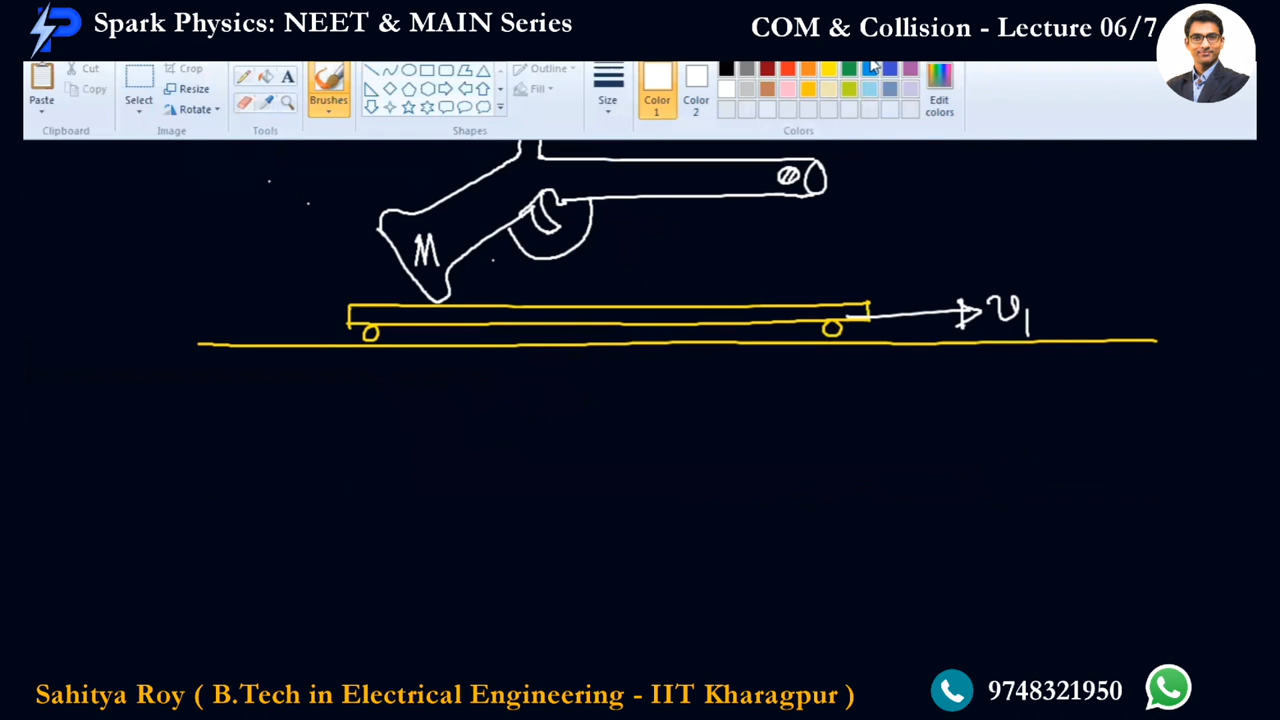 Spark Physics: NEET & MAIN Series
COM & Collision - Lecture 06/7
Paste
Cut
Copy
Clipboard
Select
Crop
Resize
Rotate
Image
A
Tools
Brushes
Outline
Fill
Shapes
Size
Color
1
Color
2
Edit
colors
Colors
M
v₁
Sahitya Roy ( B.Tech in Electrical Engineering - IIT Kharagpur )
9748321950